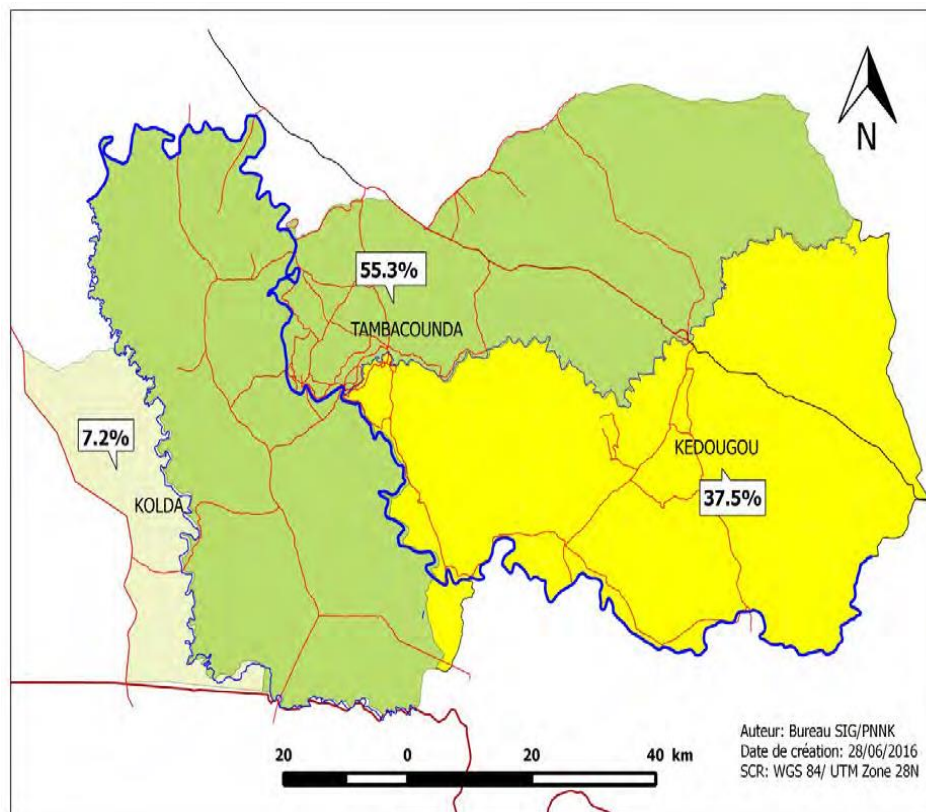 N
55.3%
TAMBACOUNDA
7.2%
KOLDA
KEDOUGOU
37.5%
Auteur: Bureau SIG/PNNK
Date de création: 28/06/2016
SCR: WGS 84/ UTM Zone 28N
20 0 20 40 km